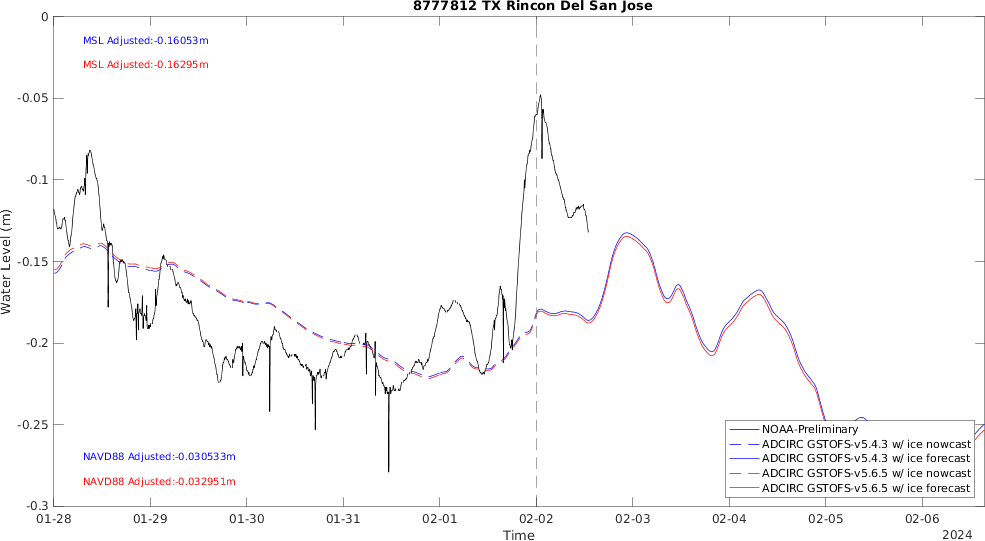 8777812 TX Rincon Del San Jose
MSL Adjusted:-0.16053m
MSL Adjusted:-0.16295m
NAVD88 Adjusted:-0.030533m
NAVD88 Adjusted:-0.032951m
Water Level (m)
0
-0.05
-0.1
-0.15
-0.2
-0.25
-0.3
NOAA-Preliminary
ADCIRC GSTOFS-v5.4.3 w/ ice nowcast
ADCIRC GSTOFS-v5.4.3 w/ ice forecast
ADCIRC GSTOFS-v5.6.5 w/ ice nowcast
ADCIRC GSTOFS-v5.6.5 w/ ice forecast
01-28 01-29 01-30 01-31 02-01 02-02 02-03 02-04 02-05 02-06
Time
2024